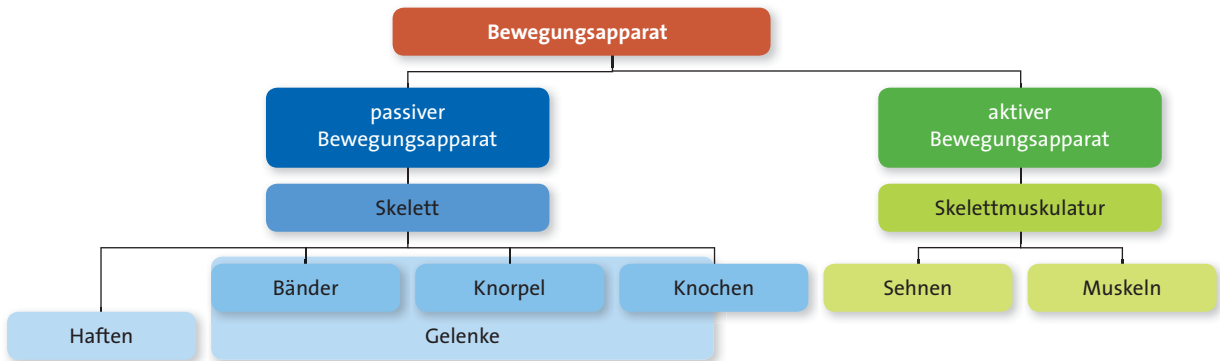 Bewegungsapparat
passiver
Bewegungsapparat
aktiver
Bewegungsapparat
Skelett
Skelettmuskulatur
Bänder
Knorpel
Knochen
Sehnen
Muskeln
Haften
Gelenke